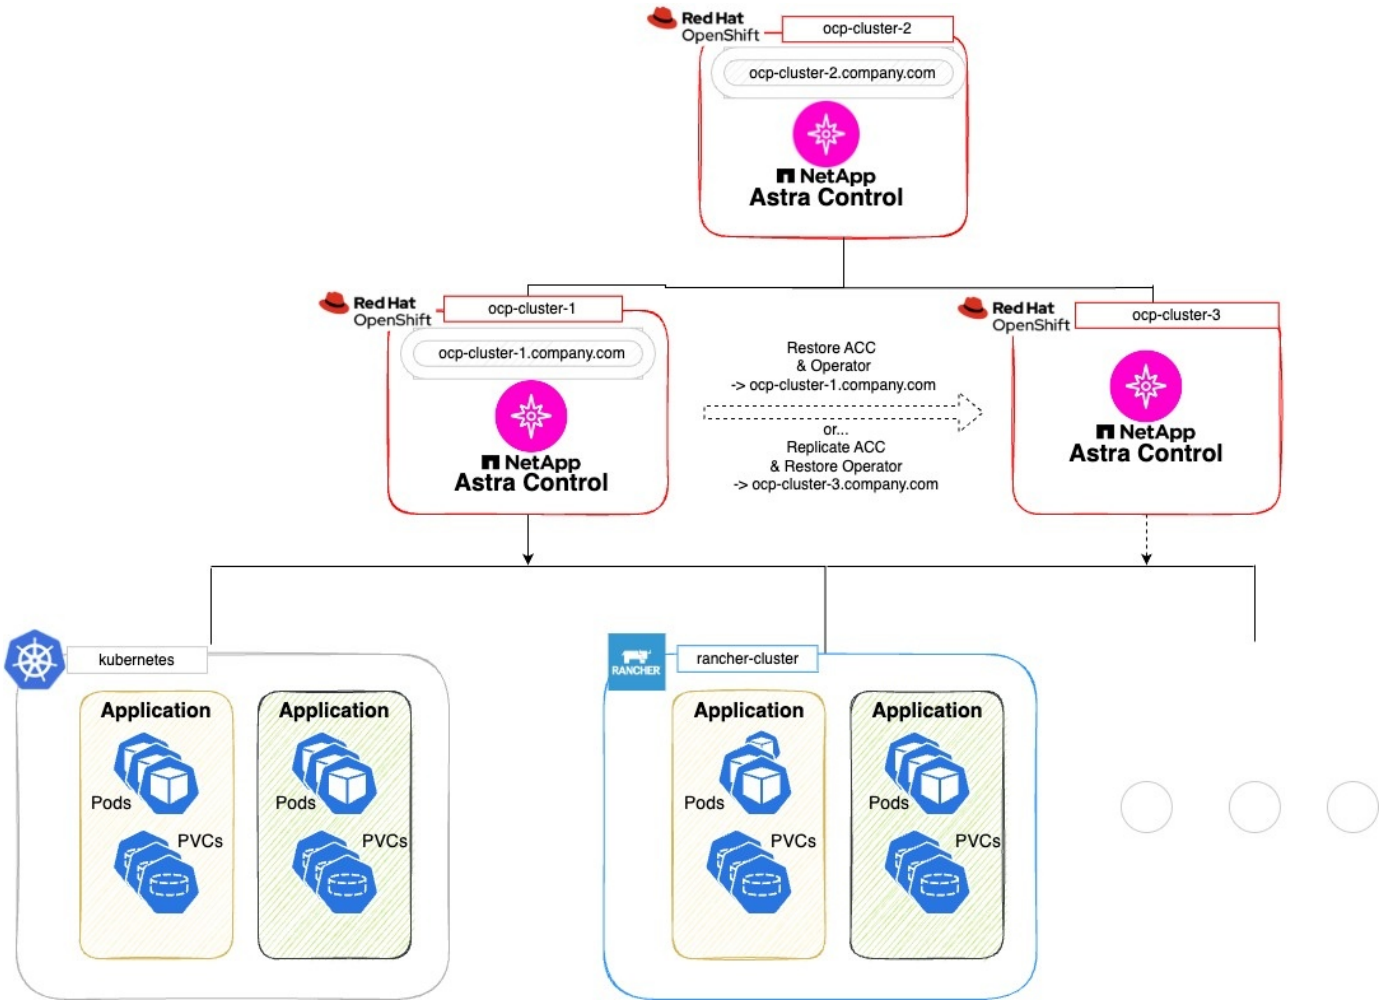 Red Hat
OpenShift
ocp-cluster-2
ocp-cluster-2.company.com
NetApp
Astra Control
Red Hat
OpenShift
ocp-cluster-1
ocp-cluster-1.company.com
NetApp
Astra Control
Restore ACC
& Operator
-> ocp-cluster-1.company.com
or...
Replicate ACC
& Restore Operator
-> ocp-cluster-3.company.com
Red Hat
OpenShift
ocp-cluster-3
NetApp
Astra Control
kubernetes
Application
Pods
PVCs
Application
Pods
PVCs
RANCHER
rancher-cluster
Application
Pods
PVCs
Application
Pods
PVCs